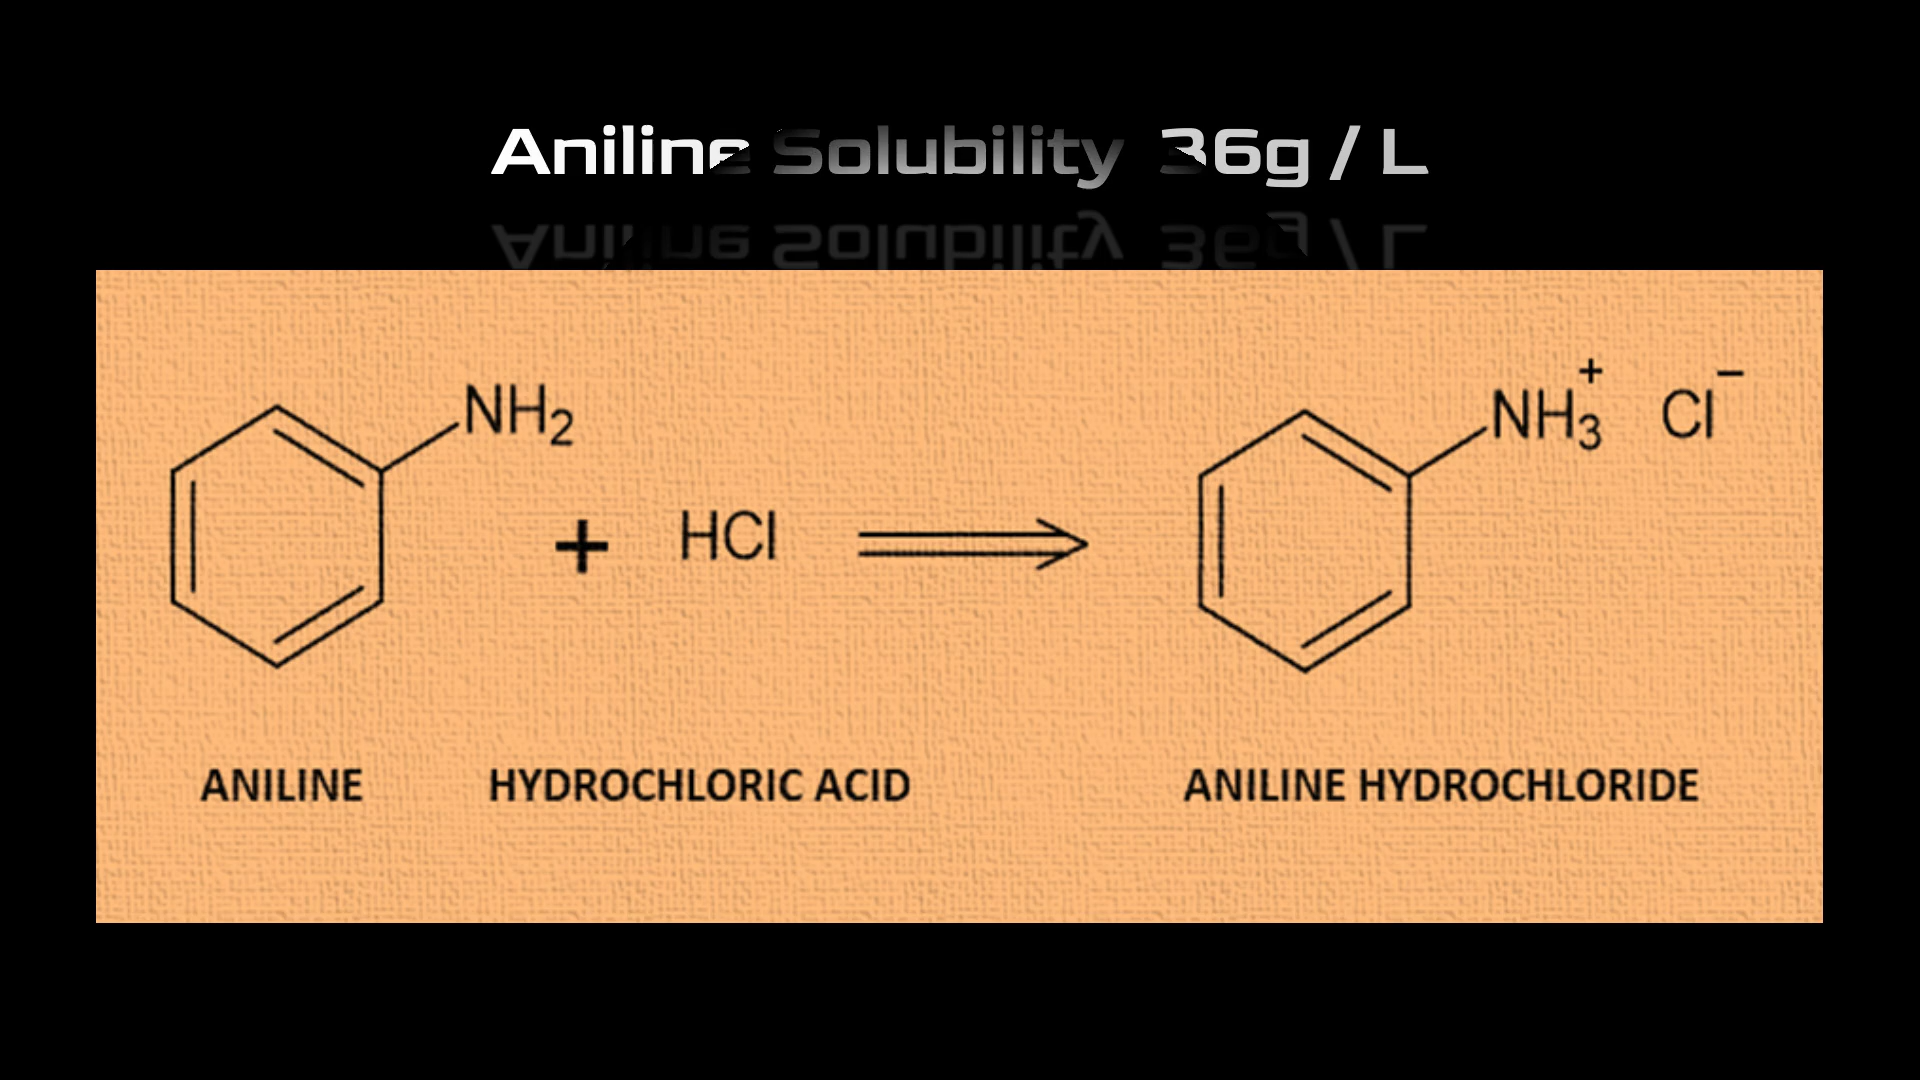 Aniline Solubility 36g / L
NH₂
NH₃⁺ Cl⁻
+ HCl
ANILINE HYDROCHLORIC ACID ANILINE HYDROCHLORIDE